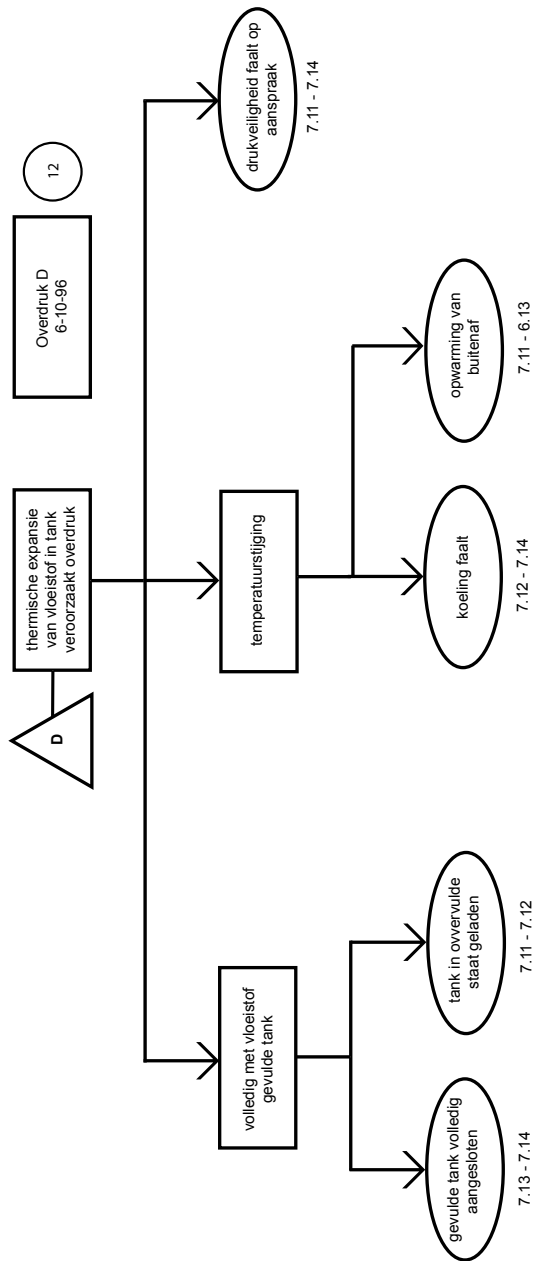 D
thermische expansie
van vloeistof in tank
veroorzaakt overdruk
Overdruk D
6-10-96
12
volledig met vloeistof
gevulde tank
temperatuurstijging
drukveiligheid faalt op
aanspraak
7.11 - 7.14
gevulde tank volledig
aangesloten
7.13 - 7.14
tank in ovvervulde
staat geladen
7.11 - 7.12
koeling faalt
7.12 - 7.14
opwarming van
buitenaf
7.11 - 6.13